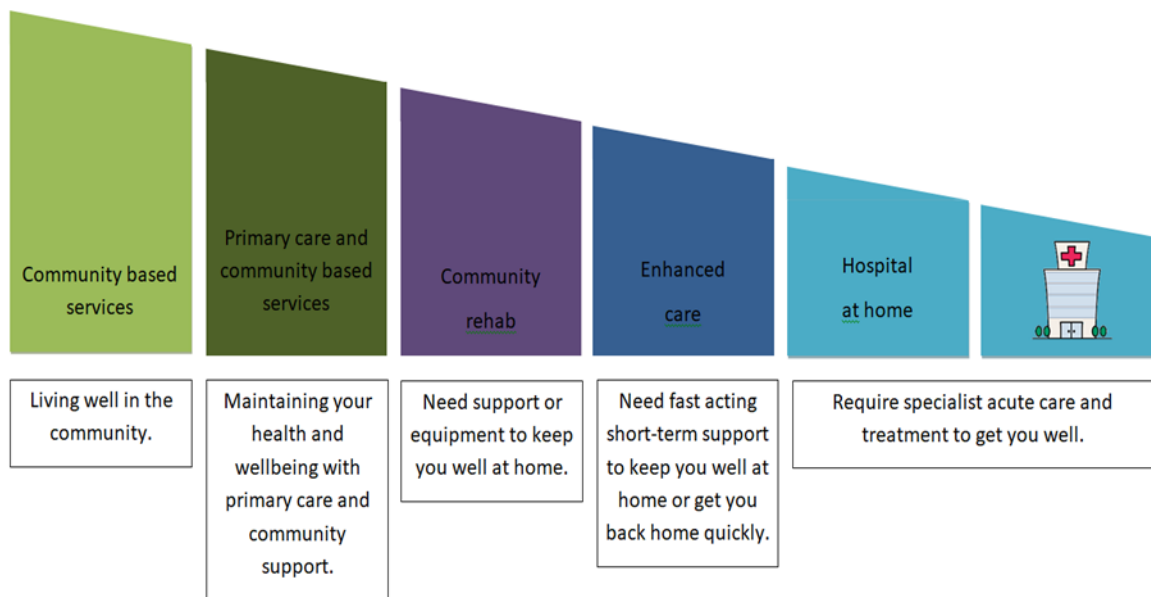 Community based
services
Primary care and
community based
services
Community
rehab
Enhanced
care
Hospital
at home
Living well in the
community.
Maintaining your
health and
wellbeing with
primary care and
community
support.
Need support or
equipment to keep
you well at home.
Need fast acting
short-term support
to keep you well at
home or get you
back home quickly.
Require specialist acute care and
treatment to get you well.